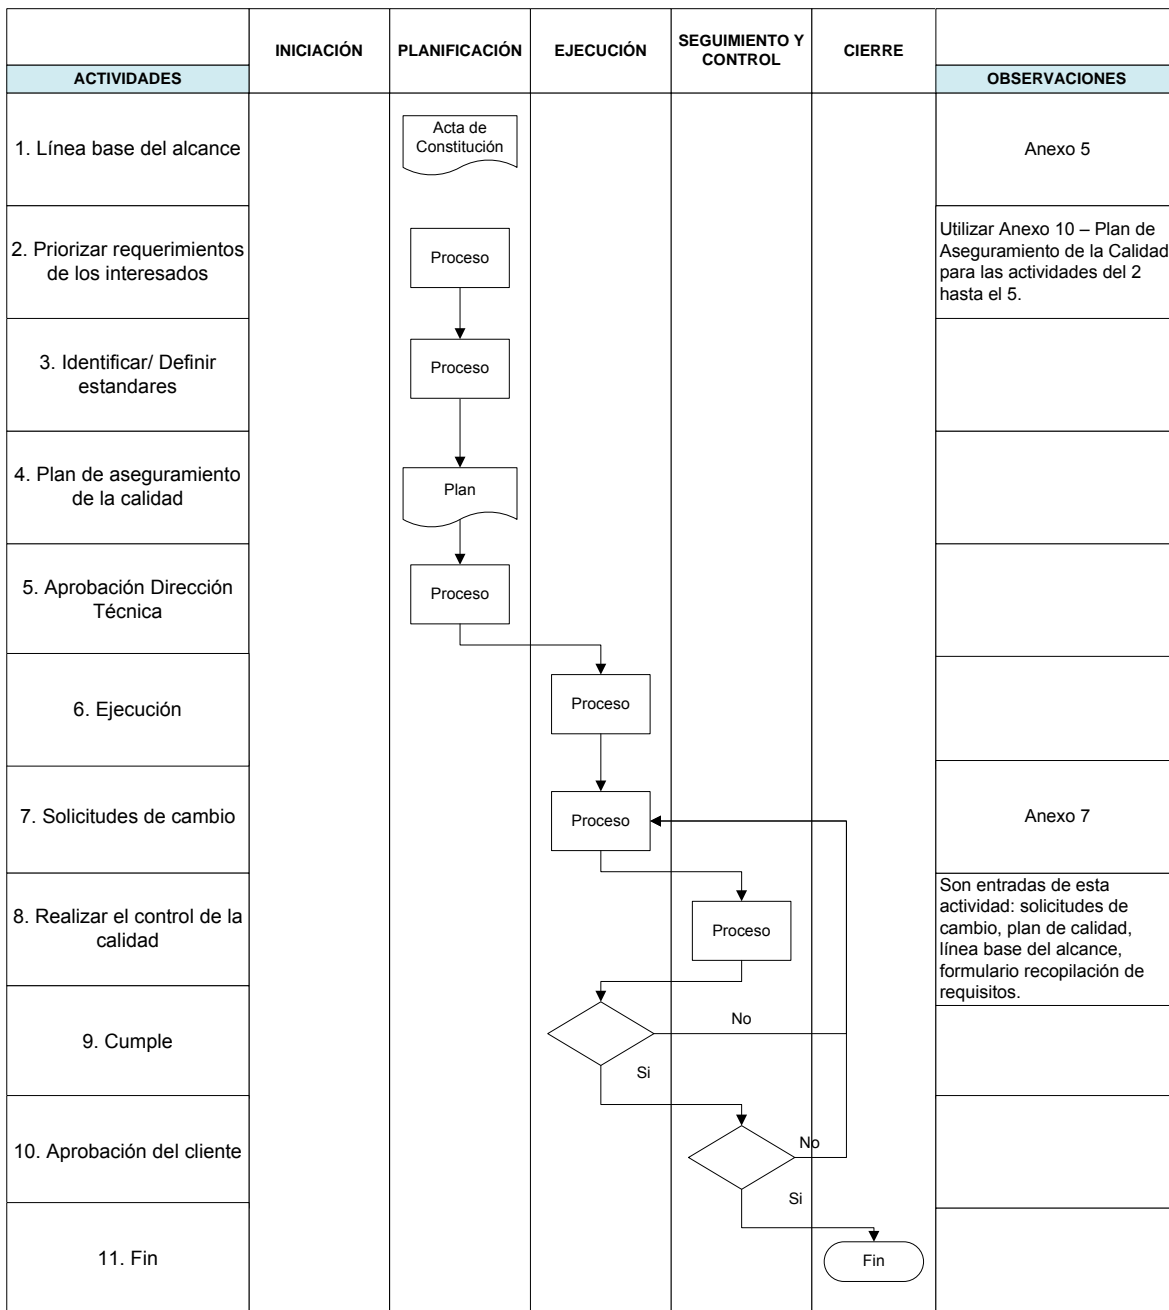 INICIACIÓN
PLANIFICACIÓN
EJECUCIÓN
SEGUIMIENTO Y
CONTROL
CIERRE
ACTIVIDADES
OBSERVACIONES
1. Línea base del alcance
Acta de
Constitución
Anexo 5
2. Priorizar requerimientos
de los interesados
Proceso
Utilizar Anexo 10 – Plan de
Aseguramiento de la Calidad
para las actividades del 2
hasta el 5.
3. Identificar/ Definir
estandares
Proceso
4. Plan de aseguramiento
de la calidad
Plan
5. Aprobación Dirección
Técnica
Proceso
6. Ejecución
Proceso
7. Solicitudes de cambio
Proceso
Anexo 7
8. Realizar el control de la
calidad
Proceso
Son entradas de esta
actividad: solicitudes de
cambio, plan de calidad,
línea base del alcance,
formulario recopilación de
requisitos.
9. Cumple
No
Si
10. Aprobación del cliente
No
Si
11. Fin
Fin